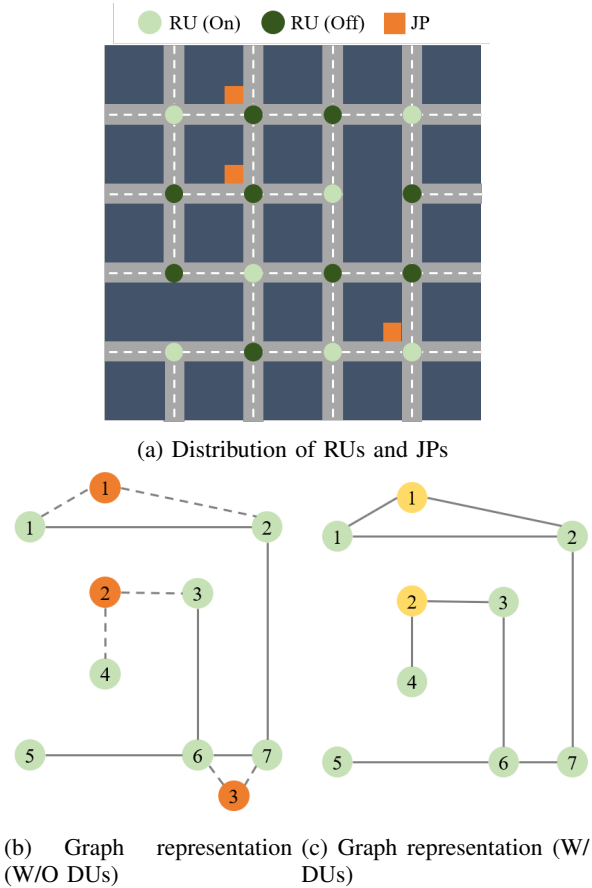 RU (On) RU (Off) JP
(a) Distribution of RUs and JPs
1
1 2
2 3
4
5 6 7
3
1
1 2
2 3
4
5 6 7
(b) Graph representation (W/O DUs)
(c) Graph representation (W/ DUs)